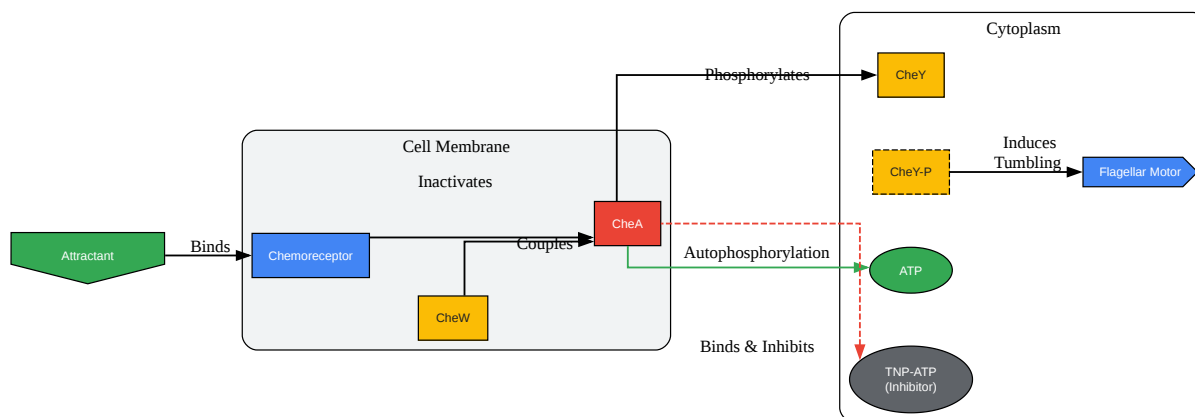 Cytoplasm
CheY
Phosphorylates
Cell Membrane
Inactivates
Induces
Tumbling
CheY-P
Flagellar Motor
CheA
Attractant
Binds
Chemoreceptor
Couples
Autophosphorylation
ATP
CheW
Binds & Inhibits
TNP-ATP
(Inhibitor)